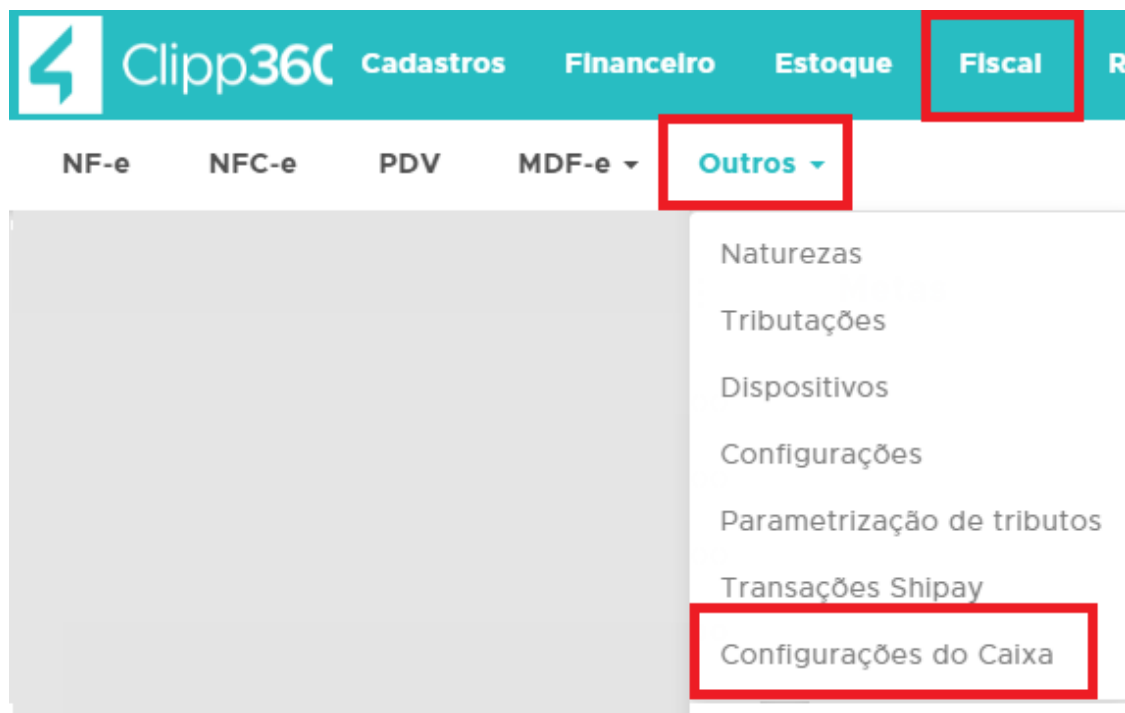 Clipp360 Cadastros Financeiro Estoque Fiscal
NF-e NFC-e PDV MDF-e Outros
Naturezas
Tributações
Dispositivos
Configurações
Parametrização de tributos
Transações Shipay
Configurações do Caixa